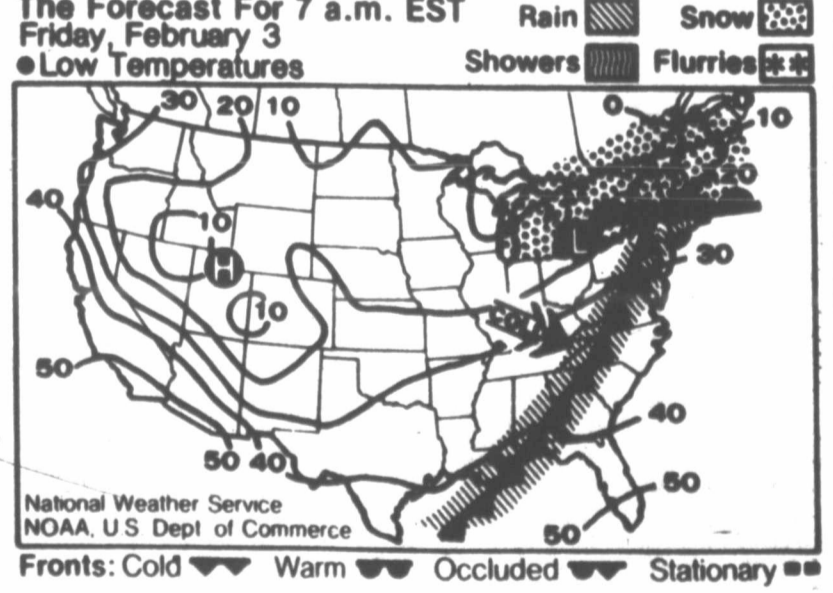 The Forecast For 7 a.m. EST
Friday, February 3
● Low Temperatures
Rain
Snow
Showers
Flurries
30 20 10
0 0
10
20
40
10
H
30
10
COLD
50
40
50 40
50
50
National Weather Service
NOAA, U.S. Dept of Commerce
Fronts: Cold Warm Occluded Stationary